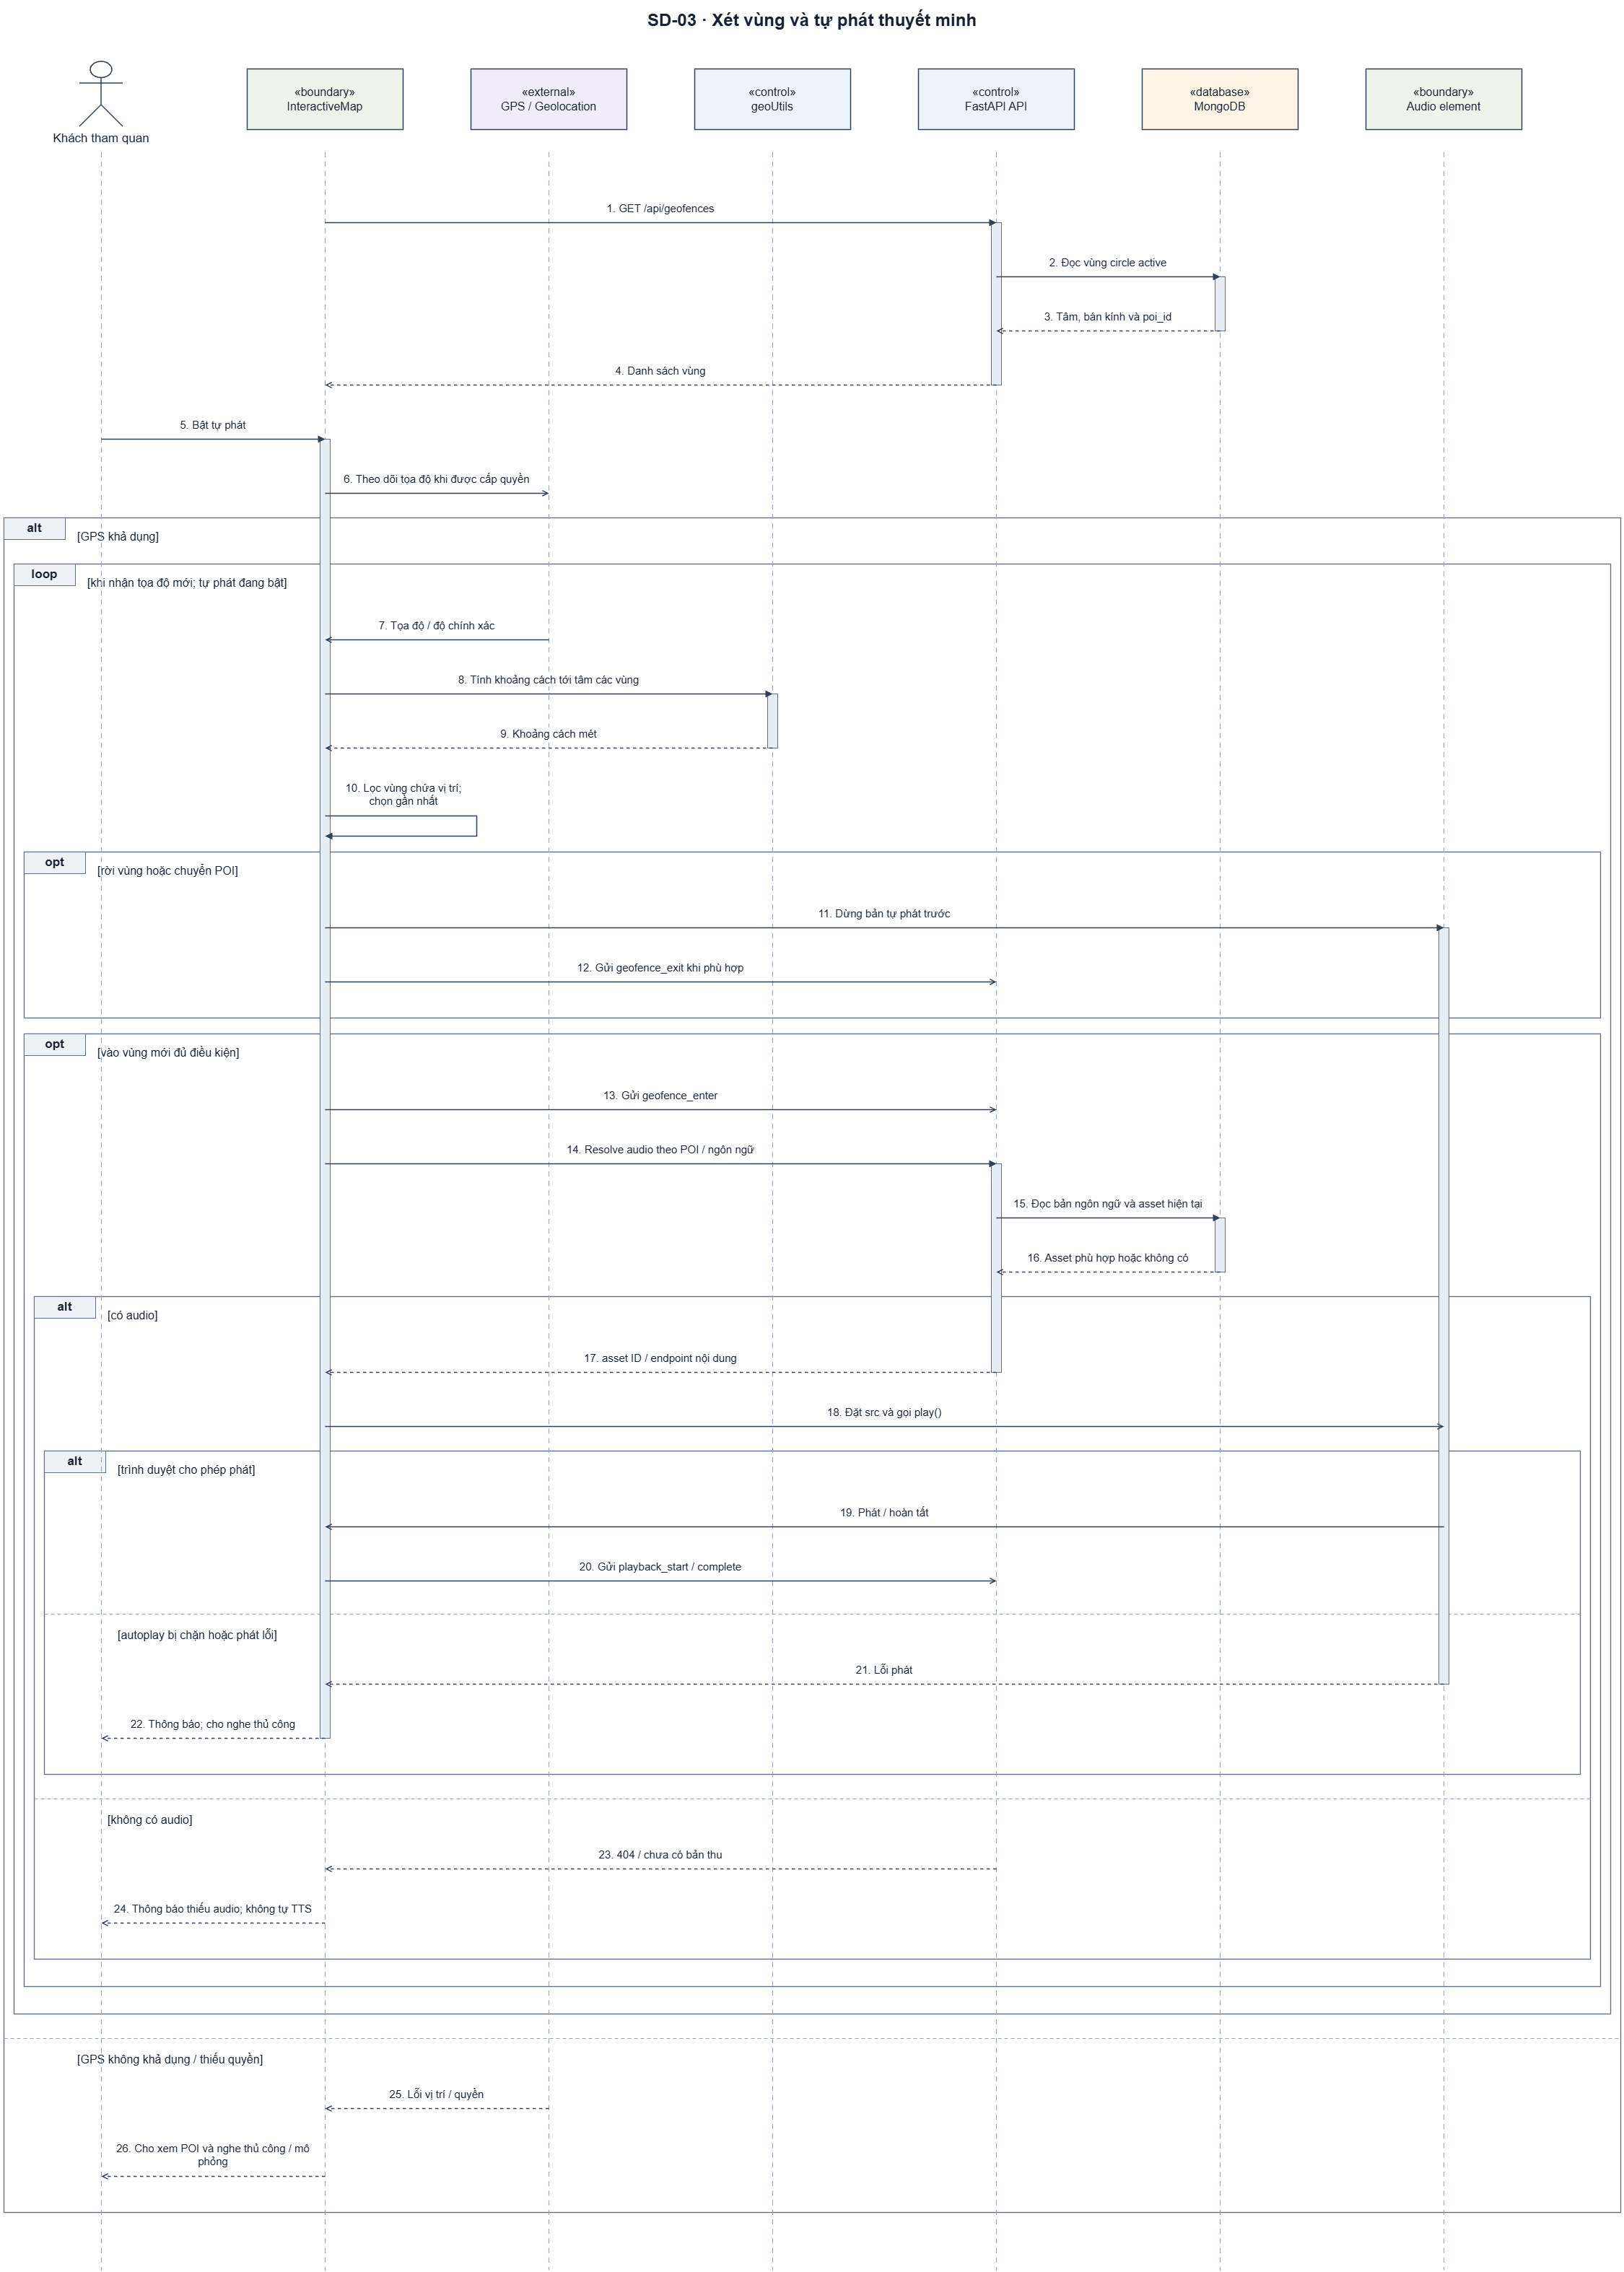 SD-03 · Xét vùng và tự phát thuyết minh
Khách tham quan
«boundary»
InteractiveMap
«external»
GPS / Geolocation
«control»
geoUtils
«control»
FastAPI API
«database»
MongoDB
«boundary»
Audio element
1. GET /api/geofences
2. Đọc vùng circle active
3. Tâm, bán kính và poi_id
4. Danh sách vùng
5. Bật tự phát
6. Theo dõi tọa độ khi được cấp quyền
alt
[GPS khả dụng]
loop
[khi nhận tọa độ mới; tự phát đang bật]
7. Tọa độ / độ chính xác
8. Tính khoảng cách tới tâm các vùng
9. Khoảng cách mét
10. Lọc vùng chứa vị trí;
chọn gần nhất
opt
[rời vùng hoặc chuyển POI]
11. Dừng bản tự phát trước
12. Gửi geofence_exit khi phù hợp
opt
[vào vùng mới đủ điều kiện]
13. Gửi geofence_enter
14. Resolve audio theo POI / ngôn ngữ
15. Đọc bản ngôn ngữ và asset hiện tại
16. Asset phù hợp hoặc không có
alt
[có audio]
17. asset ID / endpoint nội dung
18. Đặt src và gọi play()
alt
[trình duyệt cho phép phát]
19. Phát / hoàn tất
20. Gửi playback_start / complete
[autoplay bị chặn hoặc phát lỗi]
21. Lỗi phát
22. Thông báo; cho nghe thủ công
[không có audio]
23. 404 / chưa có bản thu
24. Thông báo thiếu audio; không tự TTS
[GPS không khả dụng / thiếu quyền]
25. Lỗi vị trí / quyền
26. Cho xem POI và nghe thủ công / mô
phỏng